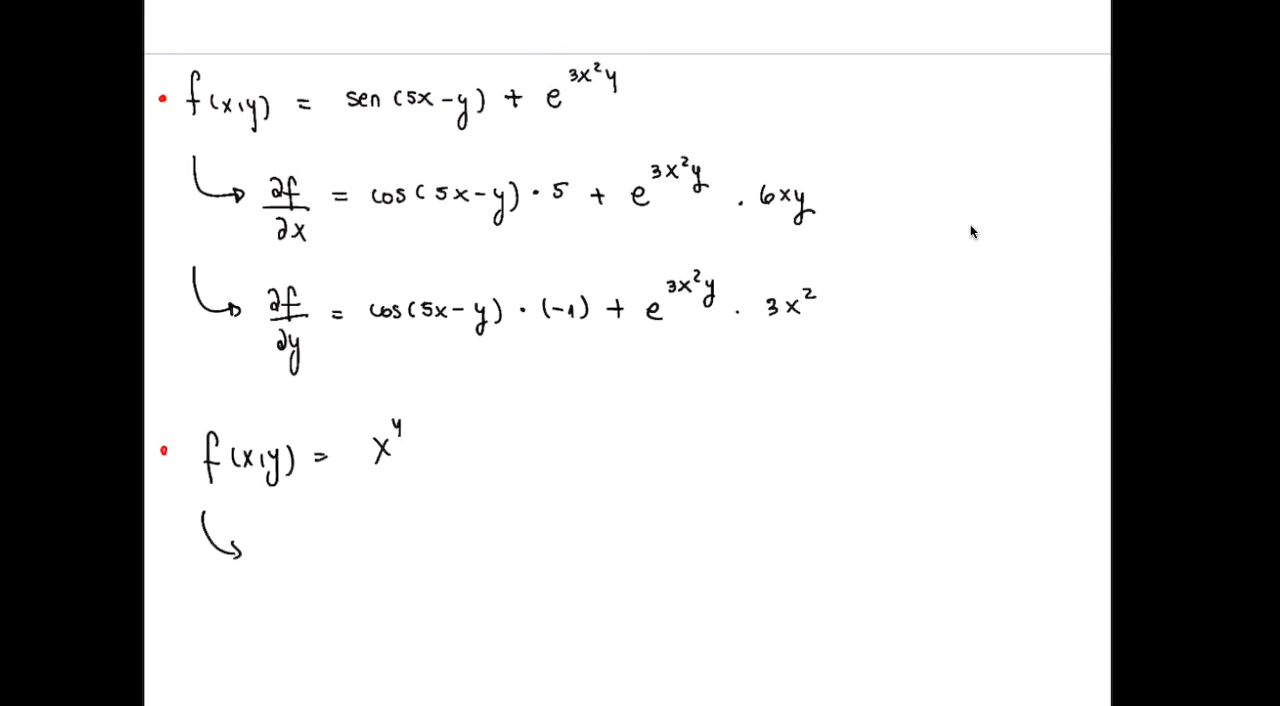 • f(x,y) = sen(5x-y) + e^{3x²y}
↳ ∂f/∂x = cos(5x-y) · 5 + e^{3x²y} · 6xy
↳ ∂f/∂y = cos(5x-y) · (-1) + e^{3x²y} · 3x²
• f(x,y) = x^y
↳